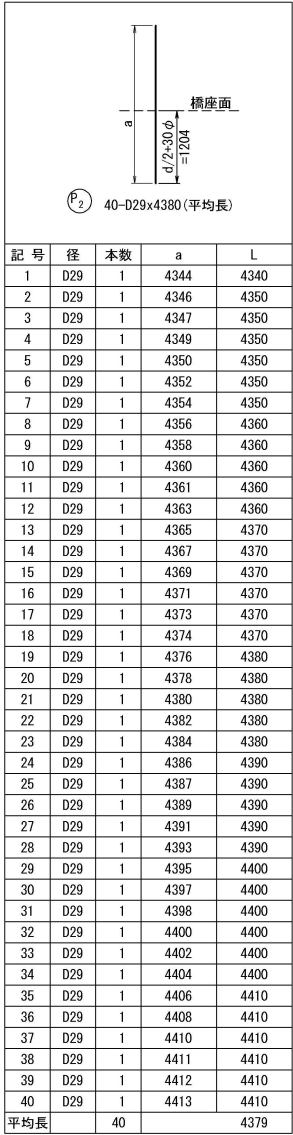 a
橋座面
d/2+30φ
=1204
P2 40-D29x4380(平均長)
記 号 径 本数 a L
1 D29 1 4344 4340
2 D29 1 4346 4350
3 D29 1 4347 4350
4 D29 1 4349 4350
5 D29 1 4350 4350
6 D29 1 4352 4350
7 D29 1 4354 4350
8 D29 1 4356 4360
9 D29 1 4358 4360
10 D29 1 4360 4360
11 D29 1 4361 4360
12 D29 1 4363 4360
13 D29 1 4365 4370
14 D29 1 4367 4370
15 D29 1 4369 4370
16 D29 1 4371 4370
17 D29 1 4373 4370
18 D29 1 4374 4370
19 D29 1 4376 4380
20 D29 1 4378 4380
21 D29 1 4380 4380
22 D29 1 4382 4380
23 D29 1 4384 4380
24 D29 1 4386 4390
25 D29 1 4387 4390
26 D29 1 4389 4390
27 D29 1 4391 4390
28 D29 1 4393 4390
29 D29 1 4395 4400
30 D29 1 4397 4400
31 D29 1 4398 4400
32 D29 1 4400 4400
33 D29 1 4402 4400
34 D29 1 4404 4400
35 D29 1 4406 4410
36 D29 1 4408 4410
37 D29 1 4410 4410
38 D29 1 4411 4410
39 D29 1 4412 4410
40 D29 1 4413 4410
平均長 40 4379